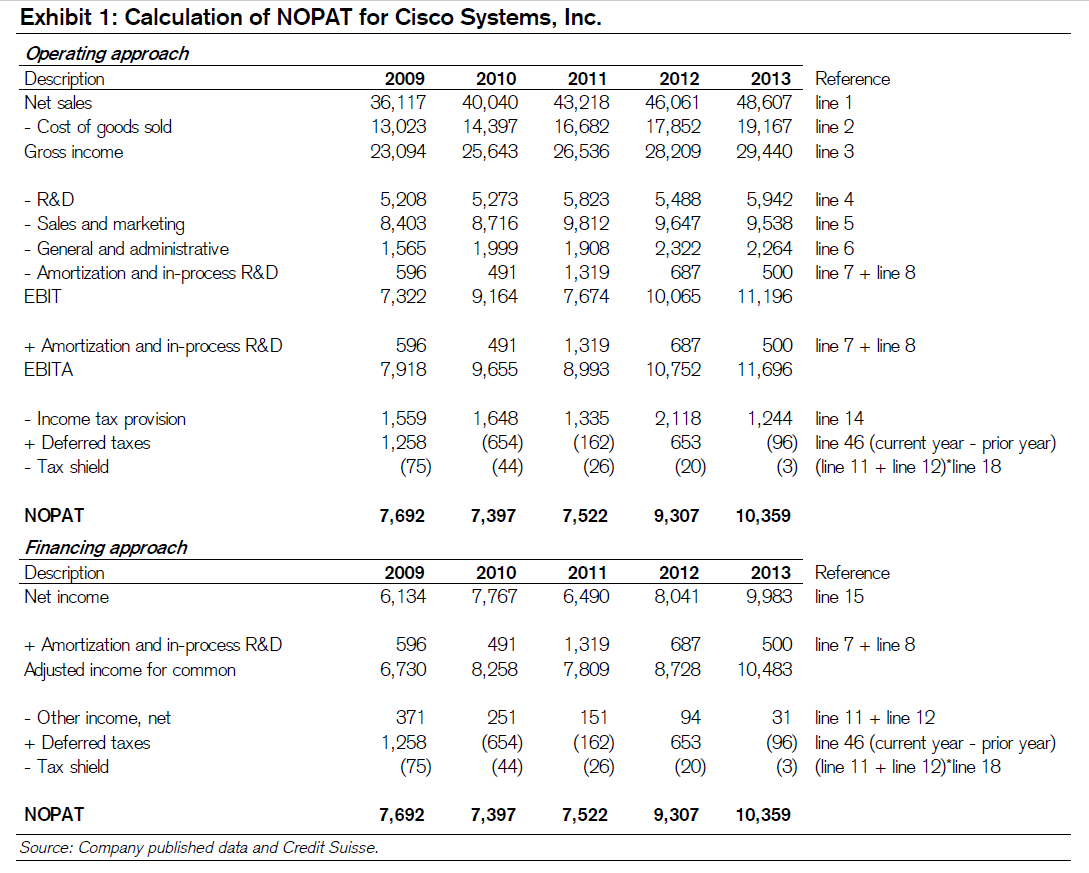 Exhibit 1: Calculation of NOPAT for Cisco Systems, Inc.
Operating approach
Description 2009 2010 2011 2012 2013 Reference
Net sales 36,117 40,040 43,218 46,061 48,607 line 1
- Cost of goods sold 13,023 14,397 16,682 17,852 19,167 line 2
Gross income 23,094 25,643 26,536 28,209 29,440 line 3
- R&D 5,208 5,273 5,823 5,488 5,942 line 4
- Sales and marketing 8,403 8,716 9,812 9,647 9,538 line 5
- General and administrative 1,565 1,999 1,908 2,322 2,264 line 6
- Amortization and in-process R&D 596 491 1,319 687 500 line 7 + line 8
EBIT 7,322 9,164 7,674 10,065 11,196
+ Amortization and in-process R&D 596 491 1,319 687 500 line 7 + line 8
EBITA 7,918 9,655 8,993 10,752 11,696
- Income tax provision 1,559 1,648 1,335 2,118 1,244 line 14
+ Deferred taxes 1,258 (654) (162) 653 (96) line 46 (current year - prior year)
- Tax shield (75) (44) (26) (20) (3) (line 11 + line 12)*line 18
NOPAT 7,692 7,397 7,522 9,307 10,359
Financing approach
Description 2009 2010 2011 2012 2013 Reference
Net income 6,134 7,767 6,490 8,041 9,983 line 15
+ Amortization and in-process R&D 596 491 1,319 687 500 line 7 + line 8
Adjusted income for common 6,730 8,258 7,809 8,728 10,483
- Other income, net 371 251 151 94 31 line 11 + line 12
+ Deferred taxes 1,258 (654) (162) 653 (96) line 46 (current year - prior year)
- Tax shield (75) (44) (26) (20) (3) (line 11 + line 12)*line 18
NOPAT 7,692 7,397 7,522 9,307 10,359
Source: Company published data and Credit Suisse.